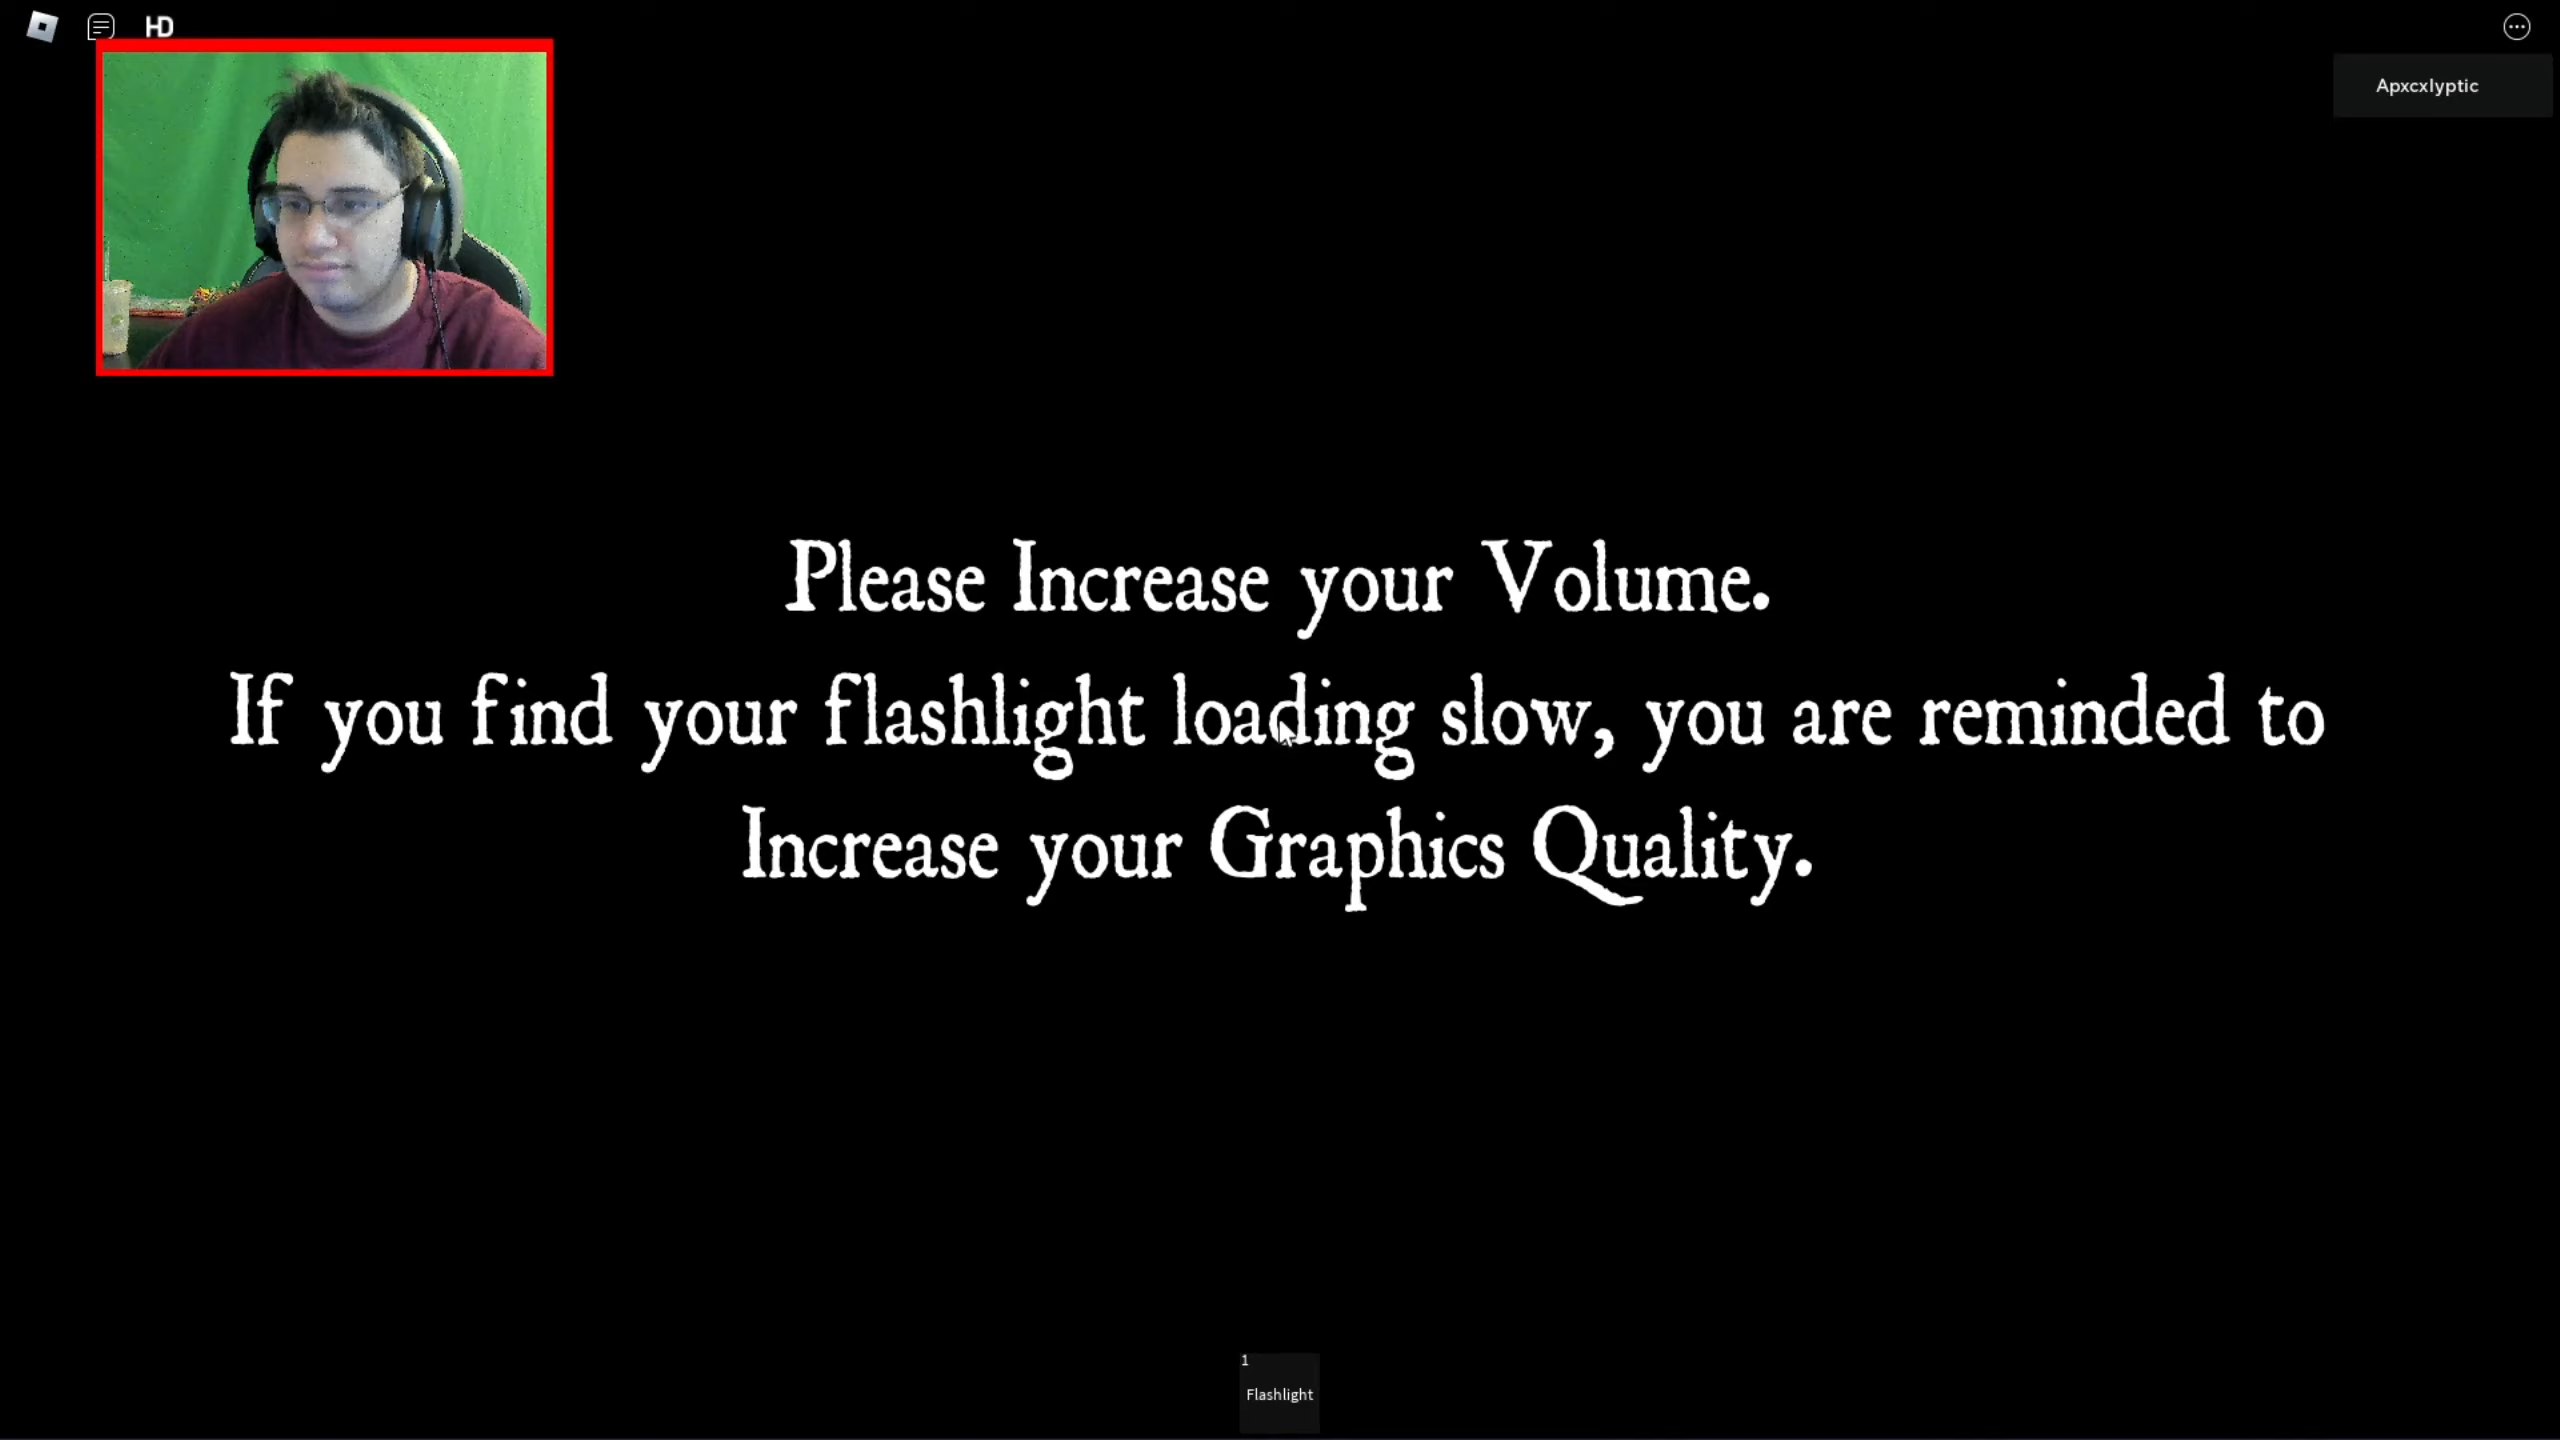 HD
Apxcxlyptic
Please Increase your Volume.
If you find your flashlight loading slow, you are reminded to
Increase your Graphics Quality.
1
Flashlight